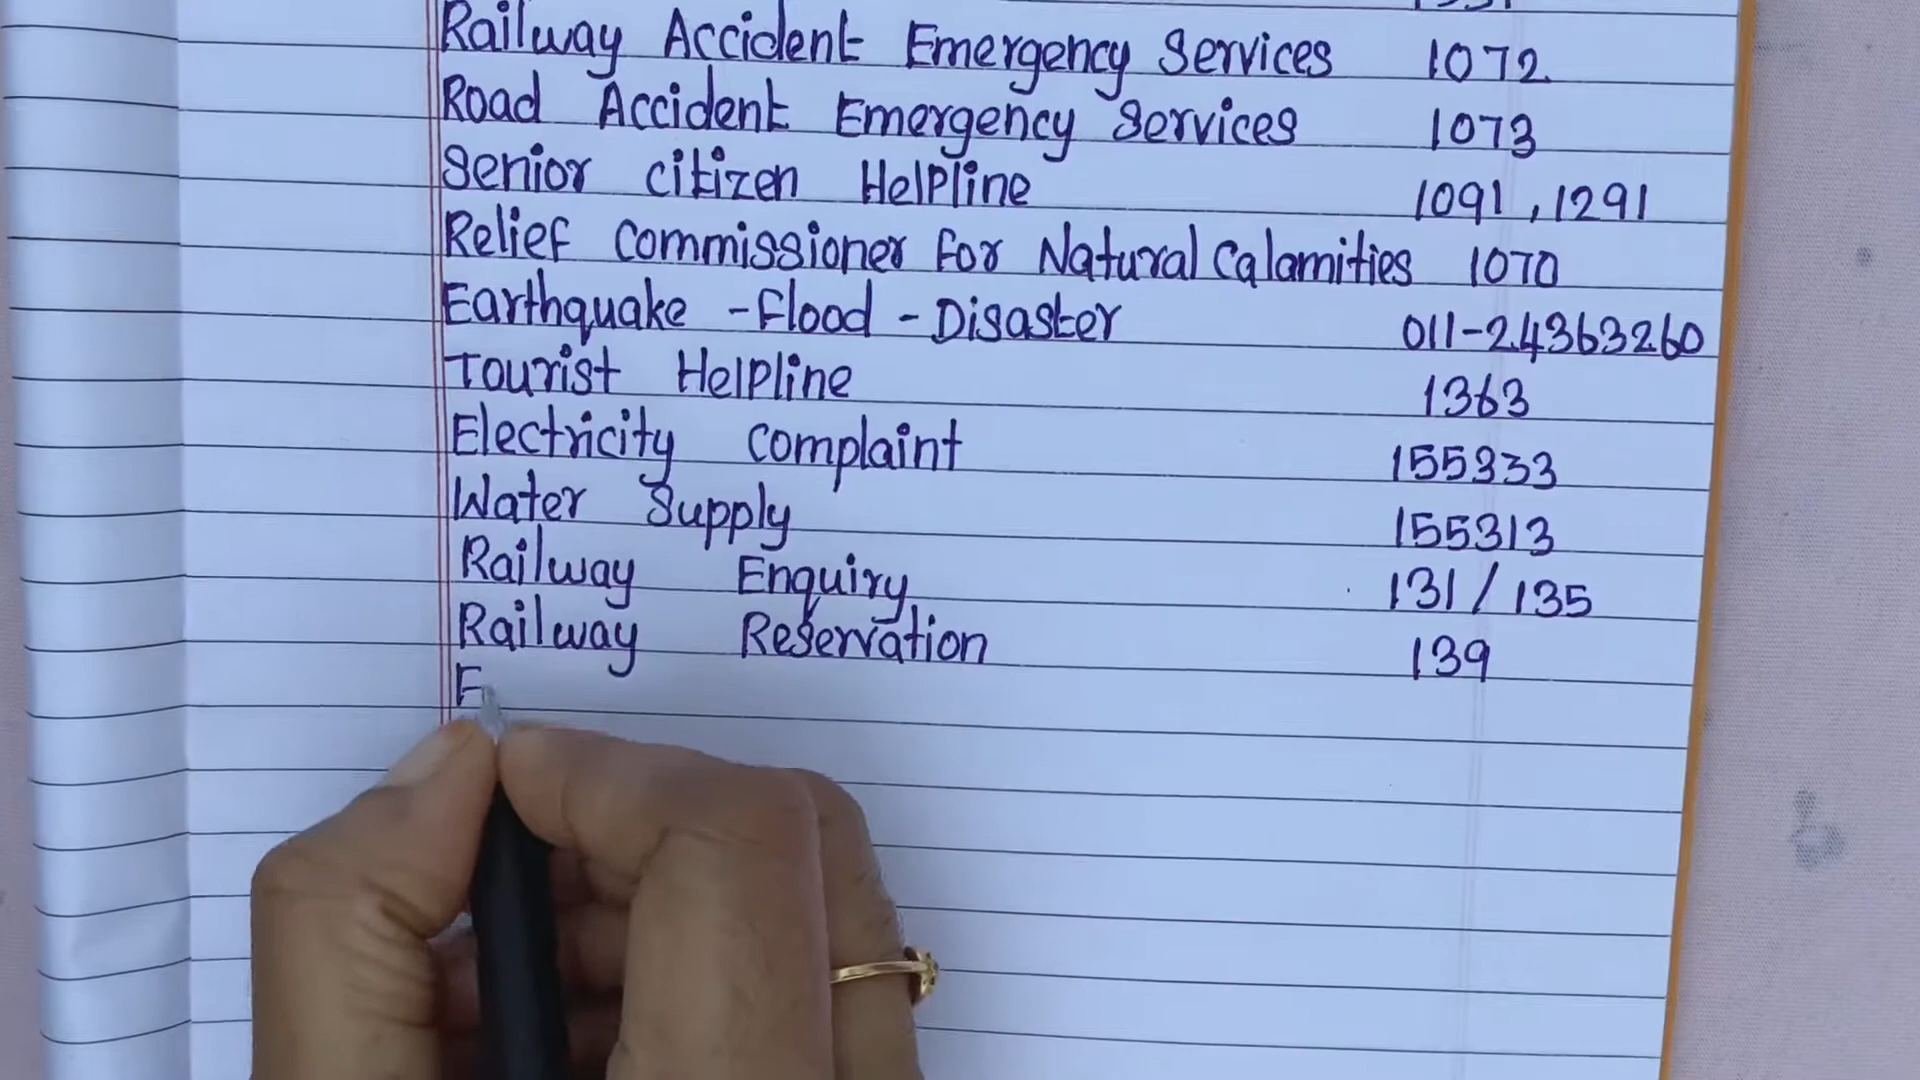 Railway Accident Emergency Services 1072
Road Accident Emergency Services 1073
Senior citizen Helpline 1091, 1291
Relief commissioner for Natural Calamities 1070
Earthquake - Flood - Disaster 011-24363260
Tourist Helpline 1363
Electricity complaint 155333
Water Supply 155313
Railway Enquiry 131 / 135
Railway Reservation 139